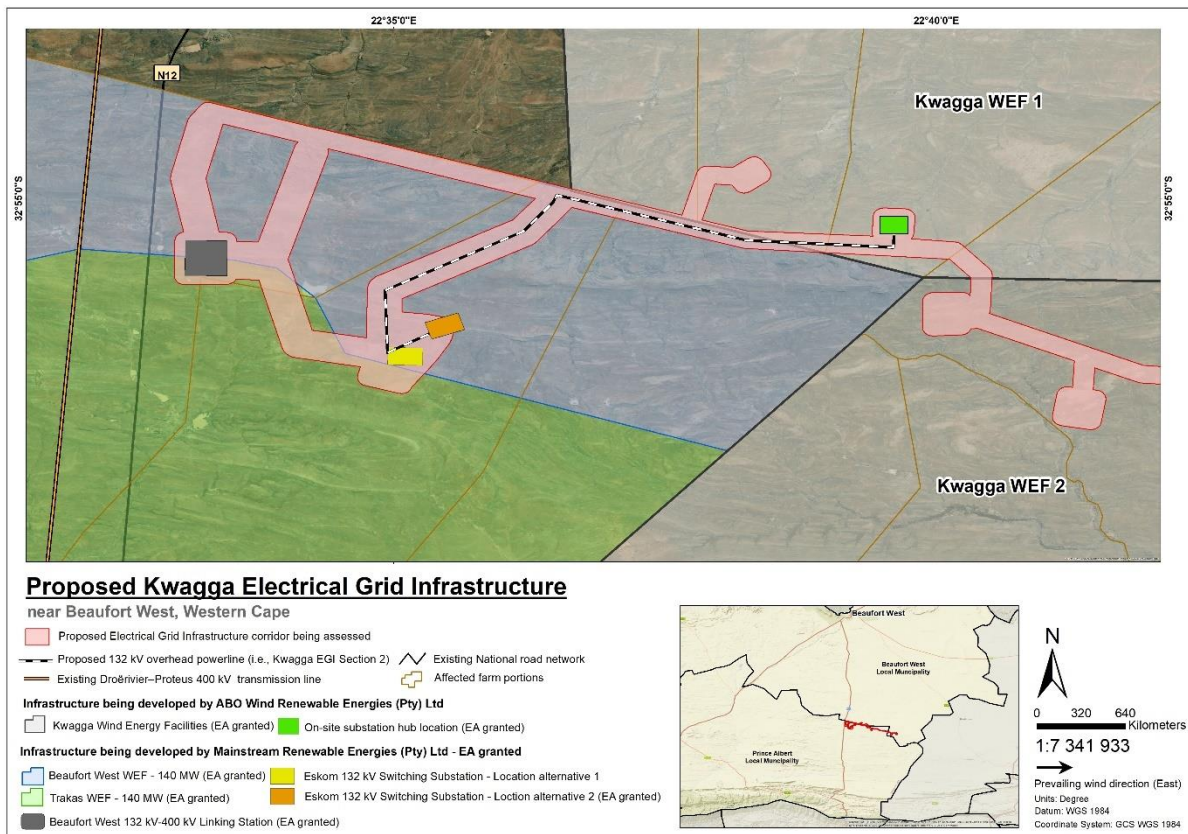 22°35'0"E
22°40'0"E
N12
Kwagga WEF 1
32°55'0"S
32°55'0"S
Kwagga WEF 2
Proposed Kwagga Electrical Grid Infrastructure
near Beaufort West, Western Cape
Proposed Electrical Grid Infrastructure corridor being assessed
Proposed 132 kV overhead powerline (i.e., Kwagga EGI Section 2)
Existing National road network
Existing Droërivier–Proteus 400 kV transmission line
Affected farm portions
Infrastructure being developed by ABO Wind Renewable Energies (Pty) Ltd
Kwagga Wind Energy Facilities (EA granted)
On-site substation hub location (EA granted)
Infrastructure being developed by Mainstream Renewable Energies (Pty) Ltd - EA granted
Beaufort West WEF - 140 MW (EA granted)
Eskom 132 kV Switching Substation - Location alternative 1
Trakas WEF - 140 MW (EA granted)
Eskom 132 kV Switching Substation - Loction alternative 2 (EA granted)
Beaufort West 132 kV-400 kV Linking Station (EA granted)
Beaufort West
Beaufort West
Local Municipality
Prince Albert
Local Muncipality
N
0 320 640
Kilometers
1:7 341 933
Prevailing wind direction (East)
Units: Degree
Datum: WGS 1984
Coordinate System: GCS WGS 1984